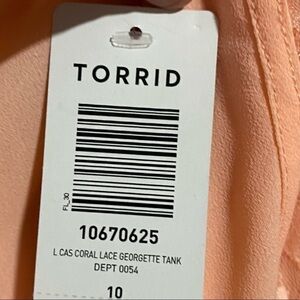 TORRID
FL_30
10670625
L CAS CORAL LACE GEORGETTE TANK
DEPT 0054
10